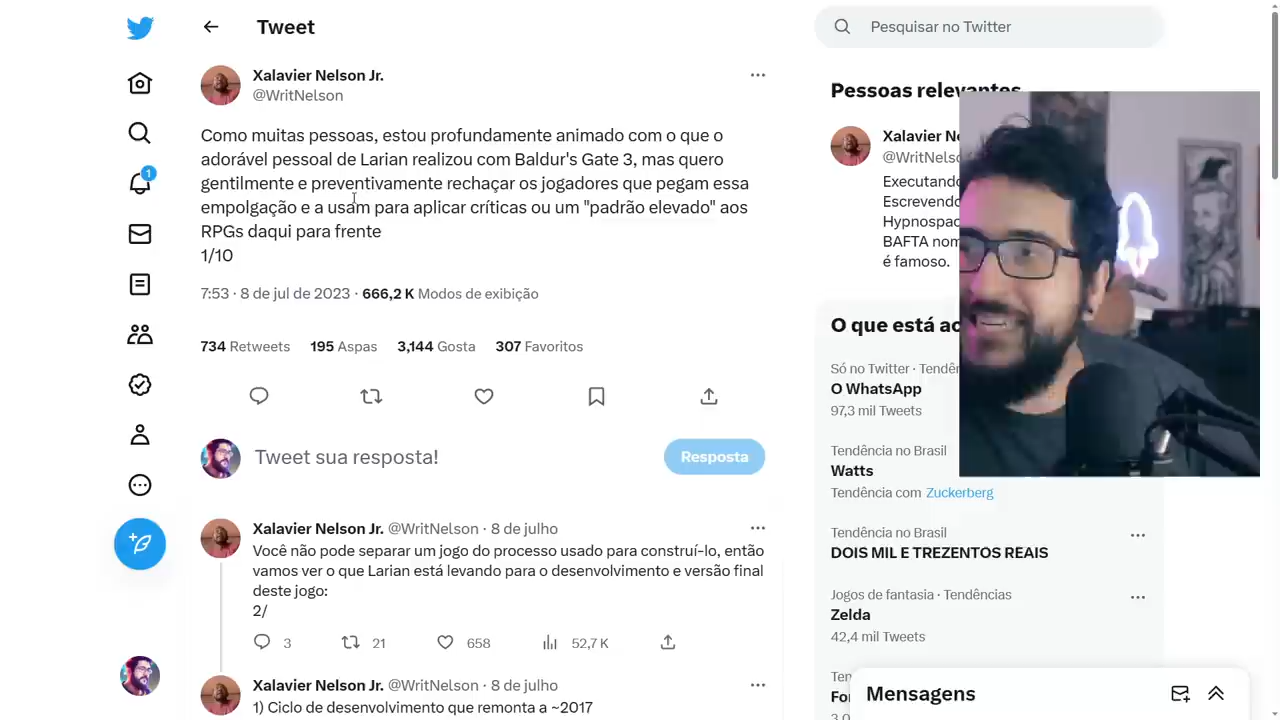 Tweet
Pesquisar no Twitter
Xalavier Nelson Jr.
@WritNelson
Como muitas pessoas, estou profundamente animado com o que o
adorável pessoal de Larian realizou com Baldur's Gate 3, mas quero
gentilmente e preventivamente rechaçar os jogadores que pegam essa
empolgação e a usam para aplicar críticas ou um "padrão elevado" aos
RPGs daqui para frente
1/10
7:53 · 8 de jul de 2023 · 666,2 K Modos de exibição
734 Retweets 195 Aspas 3,144 Gosta 307 Favoritos
Tweet sua resposta!
Resposta
Xalavier Nelson Jr. @WritNelson · 8 de julho
Você não pode separar um jogo do processo usado para construí-lo, então
vamos ver o que Larian está levando para o desenvolvimento e versão final
deste jogo:
2/
3 21 658 52,7 K
Xalavier Nelson Jr. @WritNelson · 8 de julho
1) Ciclo de desenvolvimento que remonta a ~2017
1
Pessoas relevantes
Xalavier
Executando
Escrevendo
Hypnospac
BAFTA
é famoso.
O que está
Só no Twitter ·
O WhatsApp
97,3 mil Tweets
Tendência no Brasil
Watts
Tendência com Zuckerberg
Tendência no Brasil
DOIS MIL E TREZENTOS REAIS
Jogos de fantasia · Tendências
Zelda
42,4 mil Tweets
Mensagens